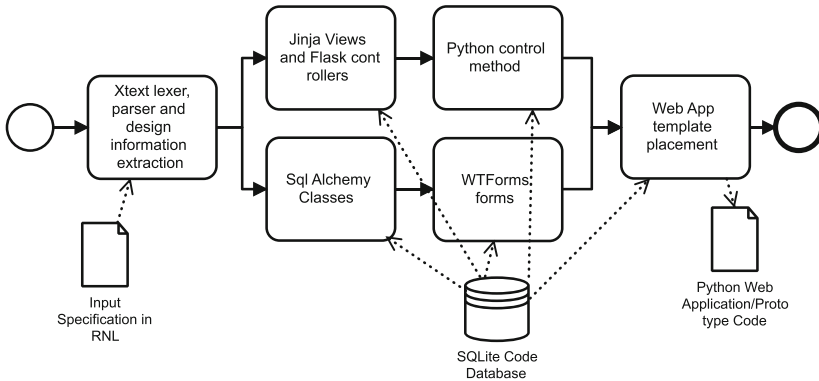 Xtext lexer,
parser and
design
information
extraction
Jinja Views
and Flask cont
rollers
Python control
method
Sql Alchemy
Classes
WTForms
forms
Web App
template
placement
Input
Specification in
RNL
SQLite Code
Database
Python Web
Application/Proto
type Code